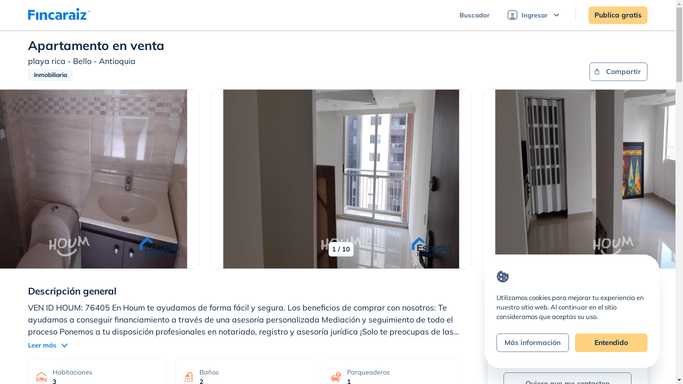 Fincaraiz
Buscador
Ingresar
Publica gratis
Apartamento en venta
playa rica - Bello - Antioquia
Inmobiliaria
Compartir
HOUM
HOUM
1 / 10
HOUM
Descripción general
VEN ID HOUM: 76405 En Houm te ayudamos de forma fácil y segura. Los beneficios de comprar con nosotros: Te
ayudamos a conseguir financiamiento a través de una asesoría personalizada Mediación y seguimiento de todo el
proceso Ponemos a tu disposición profesionales en notariado, registro y asesoría jurídica ¡Solo te preocupas de las...
Leer más
Habitaciones
3
Baños
2
Parqueaderos
1
Utilizamos cookies para mejorar tu experiencia en
nuestro sitio web. Al continuar en el sitio
consideramos que aceptas su uso.
Más información
Entendido
Quiero que me contacten